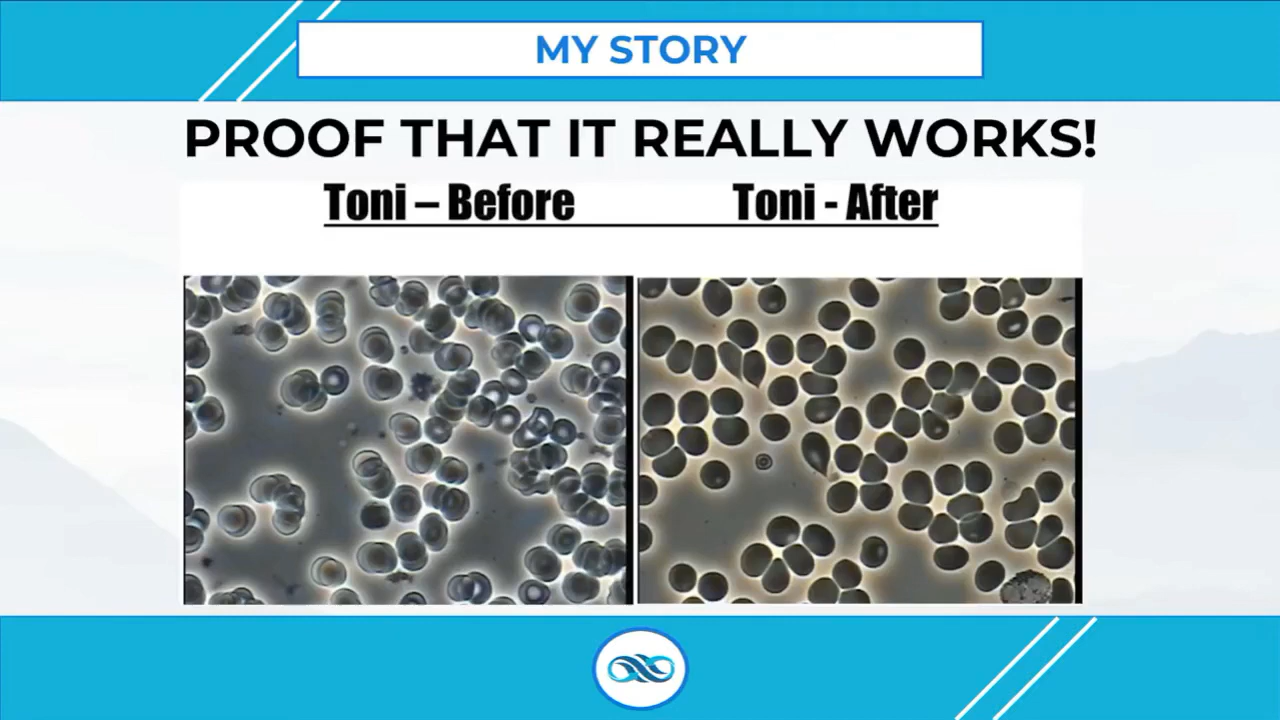 MY STORY
PROOF THAT IT REALLY WORKS!
Toni – Before Toni - After